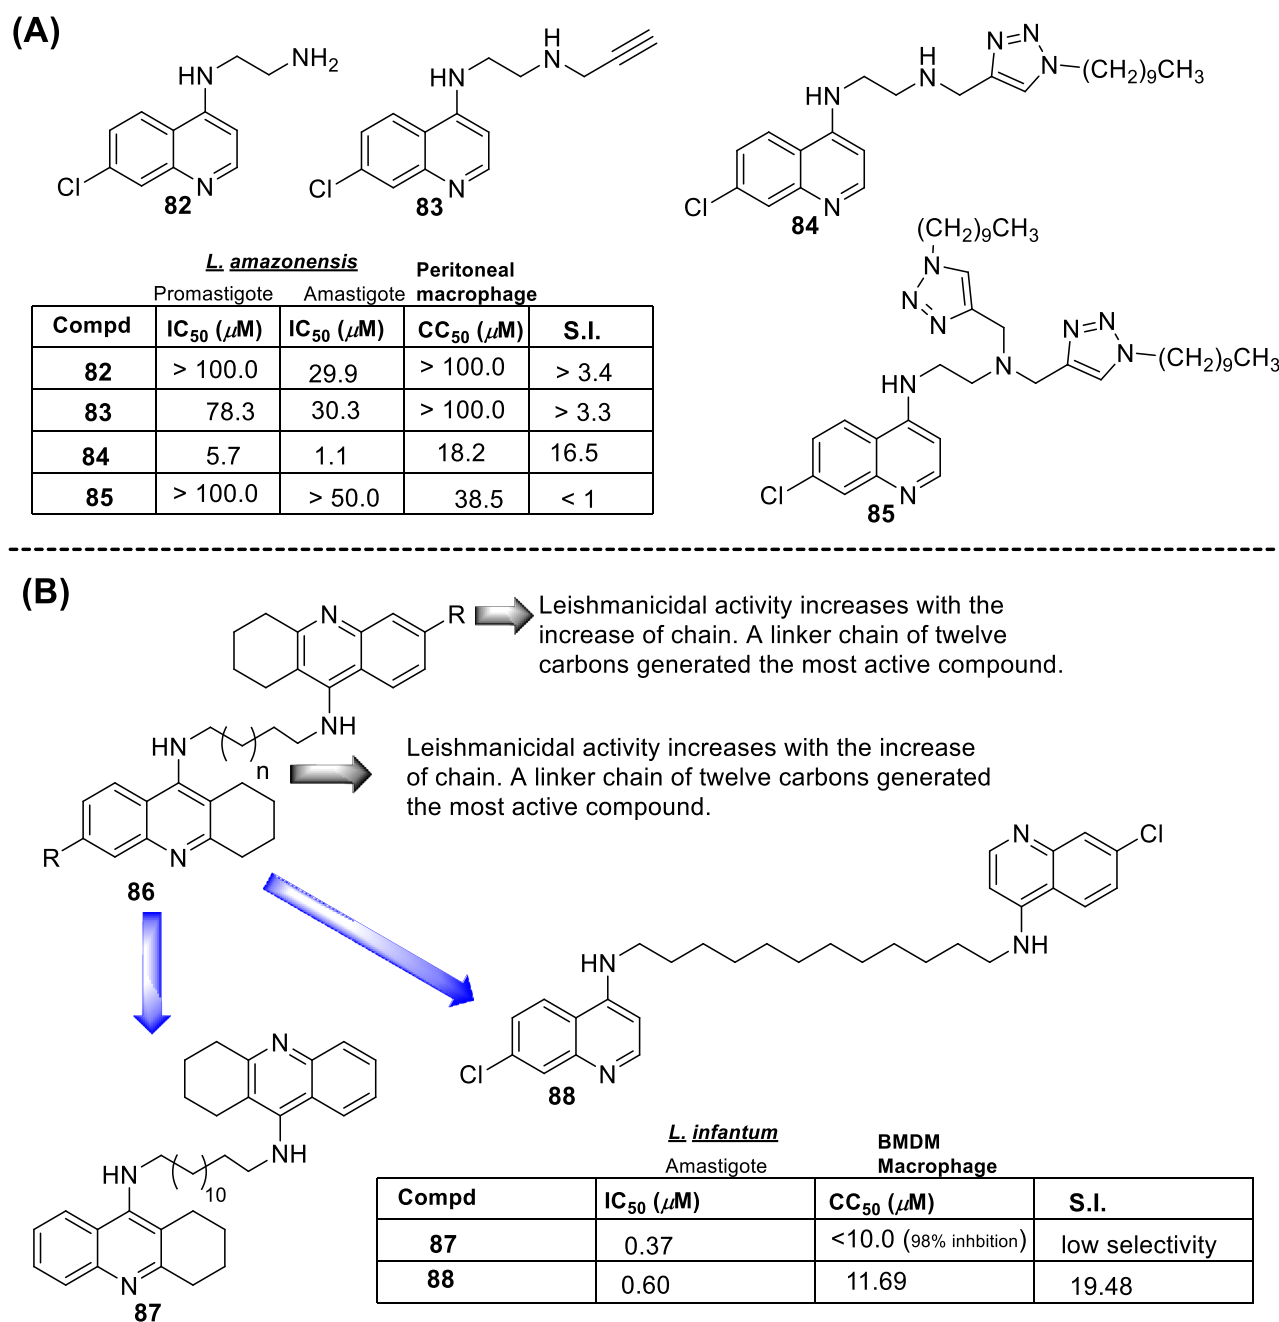 (A)
HN
NH2
Cl
N
82
HN
H
N
Cl
N
83
HN
H
N
N
N
N
(CH2)9CH3
Cl
N
84
L. amazonensis
Peritoneal
Promastigote Amastigote macrophage
Compd IC50 (μM) IC50 (μM) CC50 (μM) S.I.
82 > 100.0 29.9 > 100.0 > 3.4
83 78.3 30.3 > 100.0 > 3.3
84 5.7 1.1 18.2 16.5
85 > 100.0 > 50.0 38.5 < 1
(CH2)9CH3
N
N
N
N
N
N
N
(CH2)9CH3
HN
Cl
N
85
(B)
N
R
NH
HN
n
R
N
86
Leishmanicidal activity increases with the
increase of chain. A linker chain of twelve
carbons generated the most active compound.
Leishmanicidal activity increases with the increase
of chain. A linker chain of twelve carbons generated
the most active compound.
N
Cl
NH
HN
Cl
N
88
N
NH
HN
10
N
87
L. infantum
BMDM
Amastigote Macrophage
Compd IC50 (μM) CC50 (μM) S.I.
87 0.37 <10.0 (98% inhbition) low selectivity
88 0.60 11.69 19.48